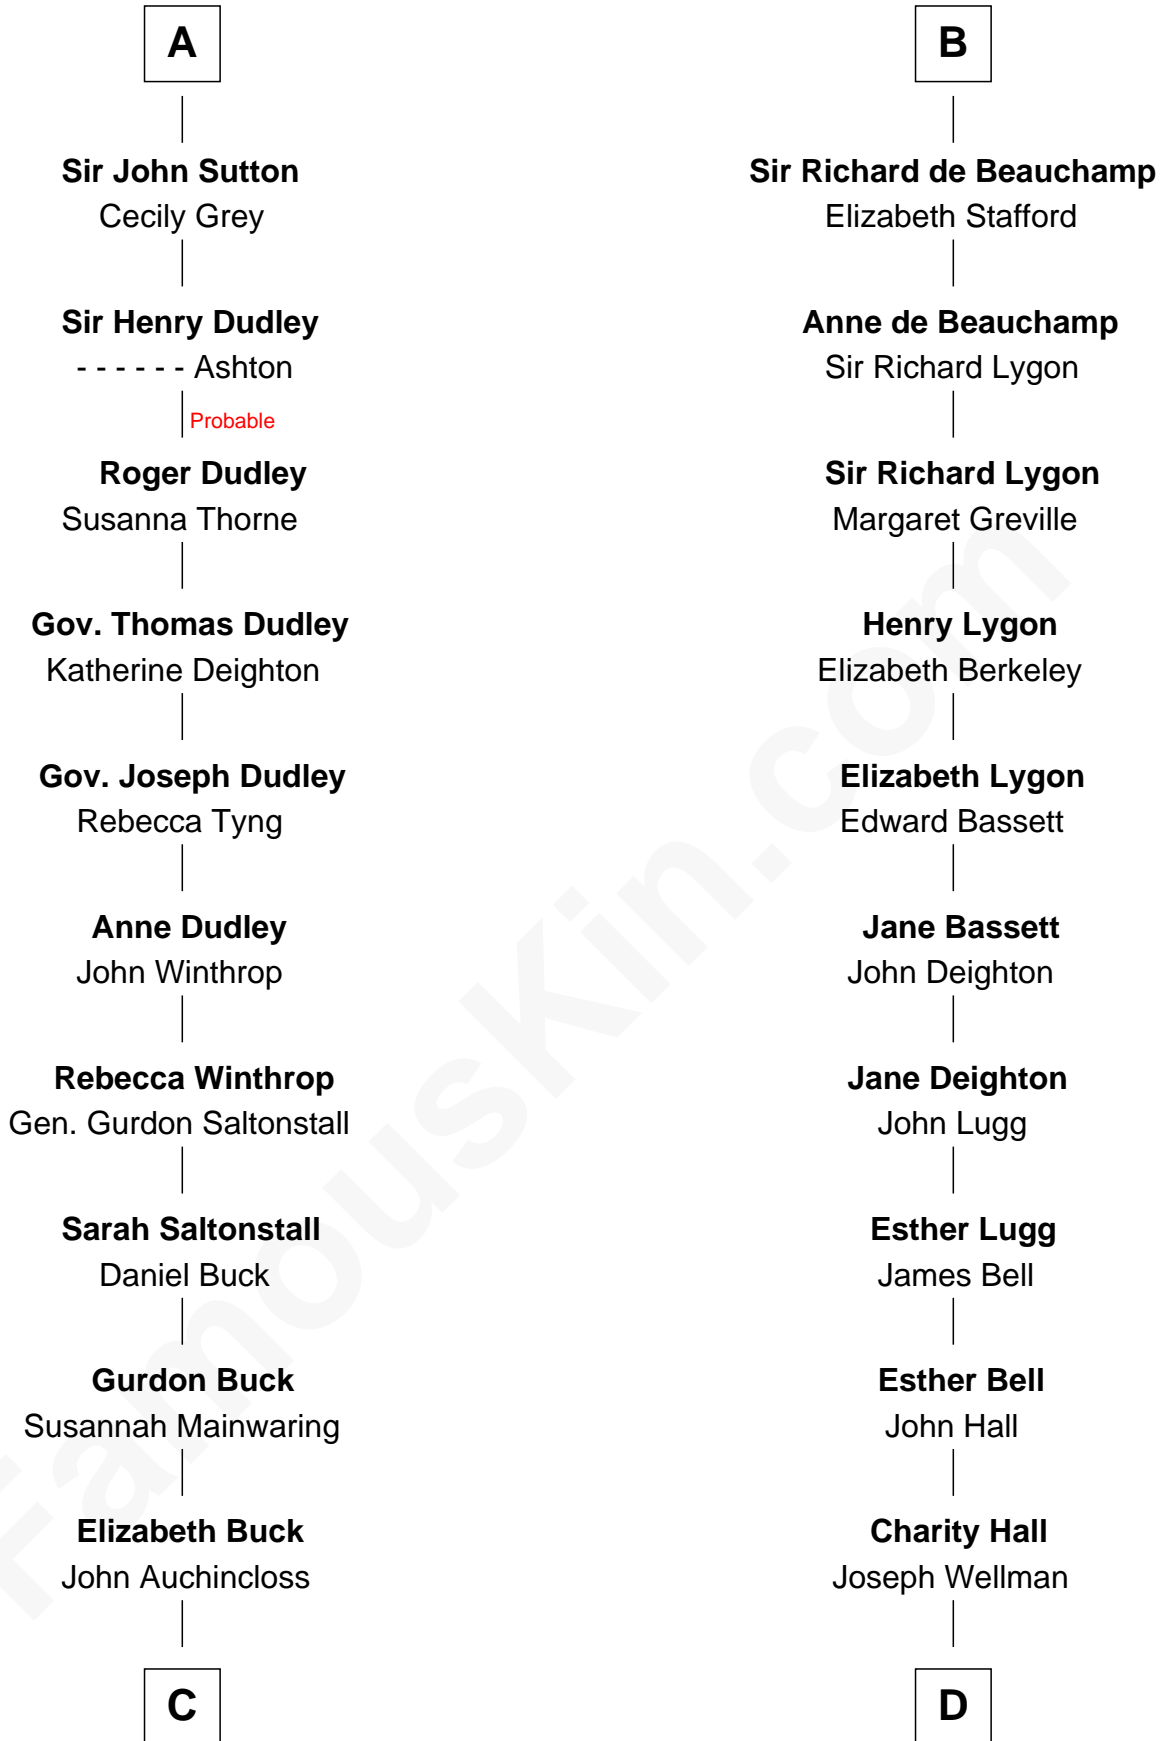 A
Sir John Sutton
Cecily Grey
Sir Henry Dudley
- - - - - - Ashton
Probable
Roger Dudley
Susanna Thorne
Gov. Thomas Dudley
Katherine Deighton
Gov. Joseph Dudley
Rebecca Tyng
Anne Dudley
John Winthrop
Rebecca Winthrop
Gen. Gurdon Saltonstall
Sarah Saltonstall
Daniel Buck
Gurdon Buck
Susannah Mainwaring
Elizabeth Buck
John Auchincloss
C
B
Sir Richard de Beauchamp
Elizabeth Stafford
Anne de Beauchamp
Sir Richard Lygon
Sir Richard Lygon
Margaret Greville
Henry Lygon
Elizabeth Berkeley
Elizabeth Lygon
Edward Bassett
Jane Bassett
John Deighton
Jane Deighton
John Lugg
Esther Lugg
James Bell
Esther Bell
John Hall
Charity Hall
Joseph Wellman
D
FamousKin.com